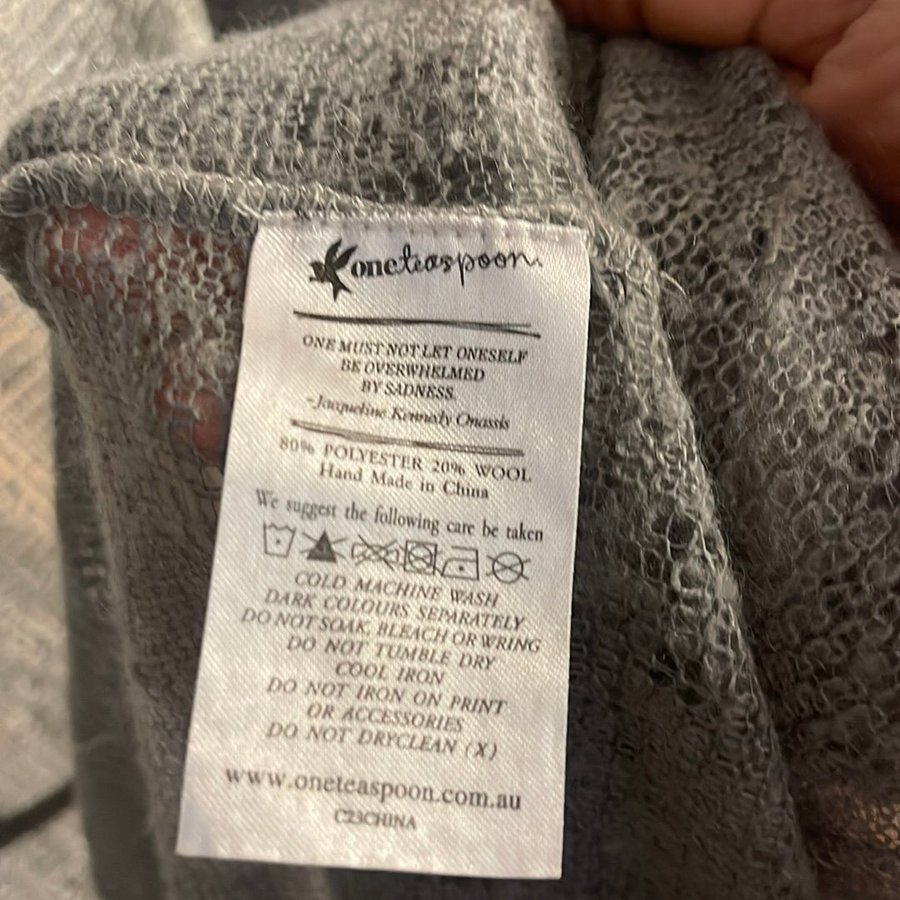 oneteaspoon.
ONE MUST NOT LET ONESELF
BE OVERWHELMED
BY SADNESS.
-Jacqueline Kennedy Onassis
80% POLYESTER 20% WOOL
Hand Made in China
We suggest the following care be taken
COLD MACHINE WASH
DARK COLOURS SEPARATELY
DO NOT SOAK, BLEACH OR WRING
DO NOT TUMBLE DRY
COOL IRON
DO NOT IRON ON PRINT
OR ACCESSORIES
DO NOT DRYCLEAN (X)
www.oneteaspoon.com.au
C23CHINA